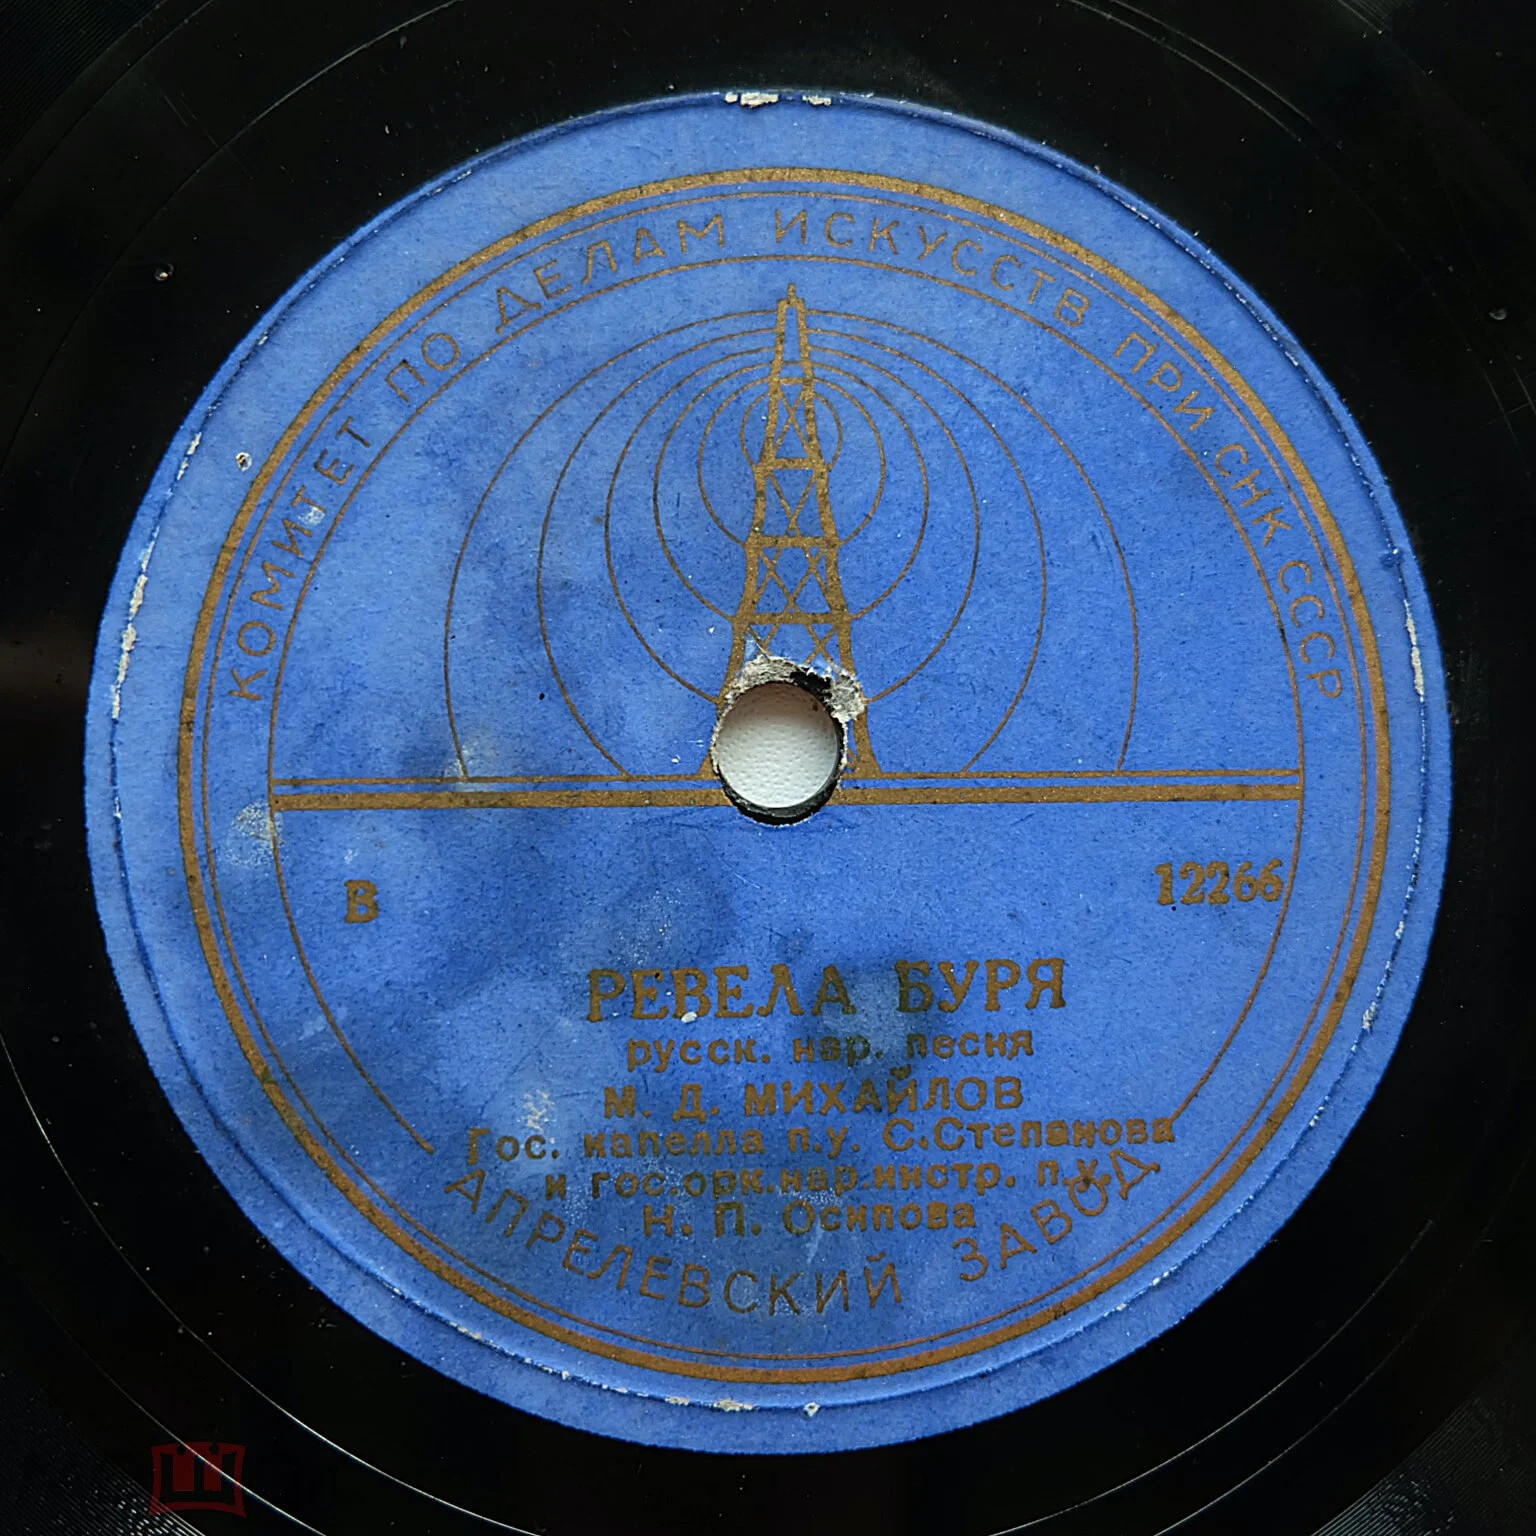 КОМИТЕТ ПО ДЕЛАМ ИСКУССТВ ПРИ СНК СССР
В 12266
РЕВЕЛА БУРЯ
русск. нар. песня
М. Д. МИХАЙЛОВ
Гос. капелла п.у. С.Степанова
и гос.орк.нар.инстр. п.у.
Н. П. Осипова
АПРЕЛЕВСКИЙ ЗАВОД